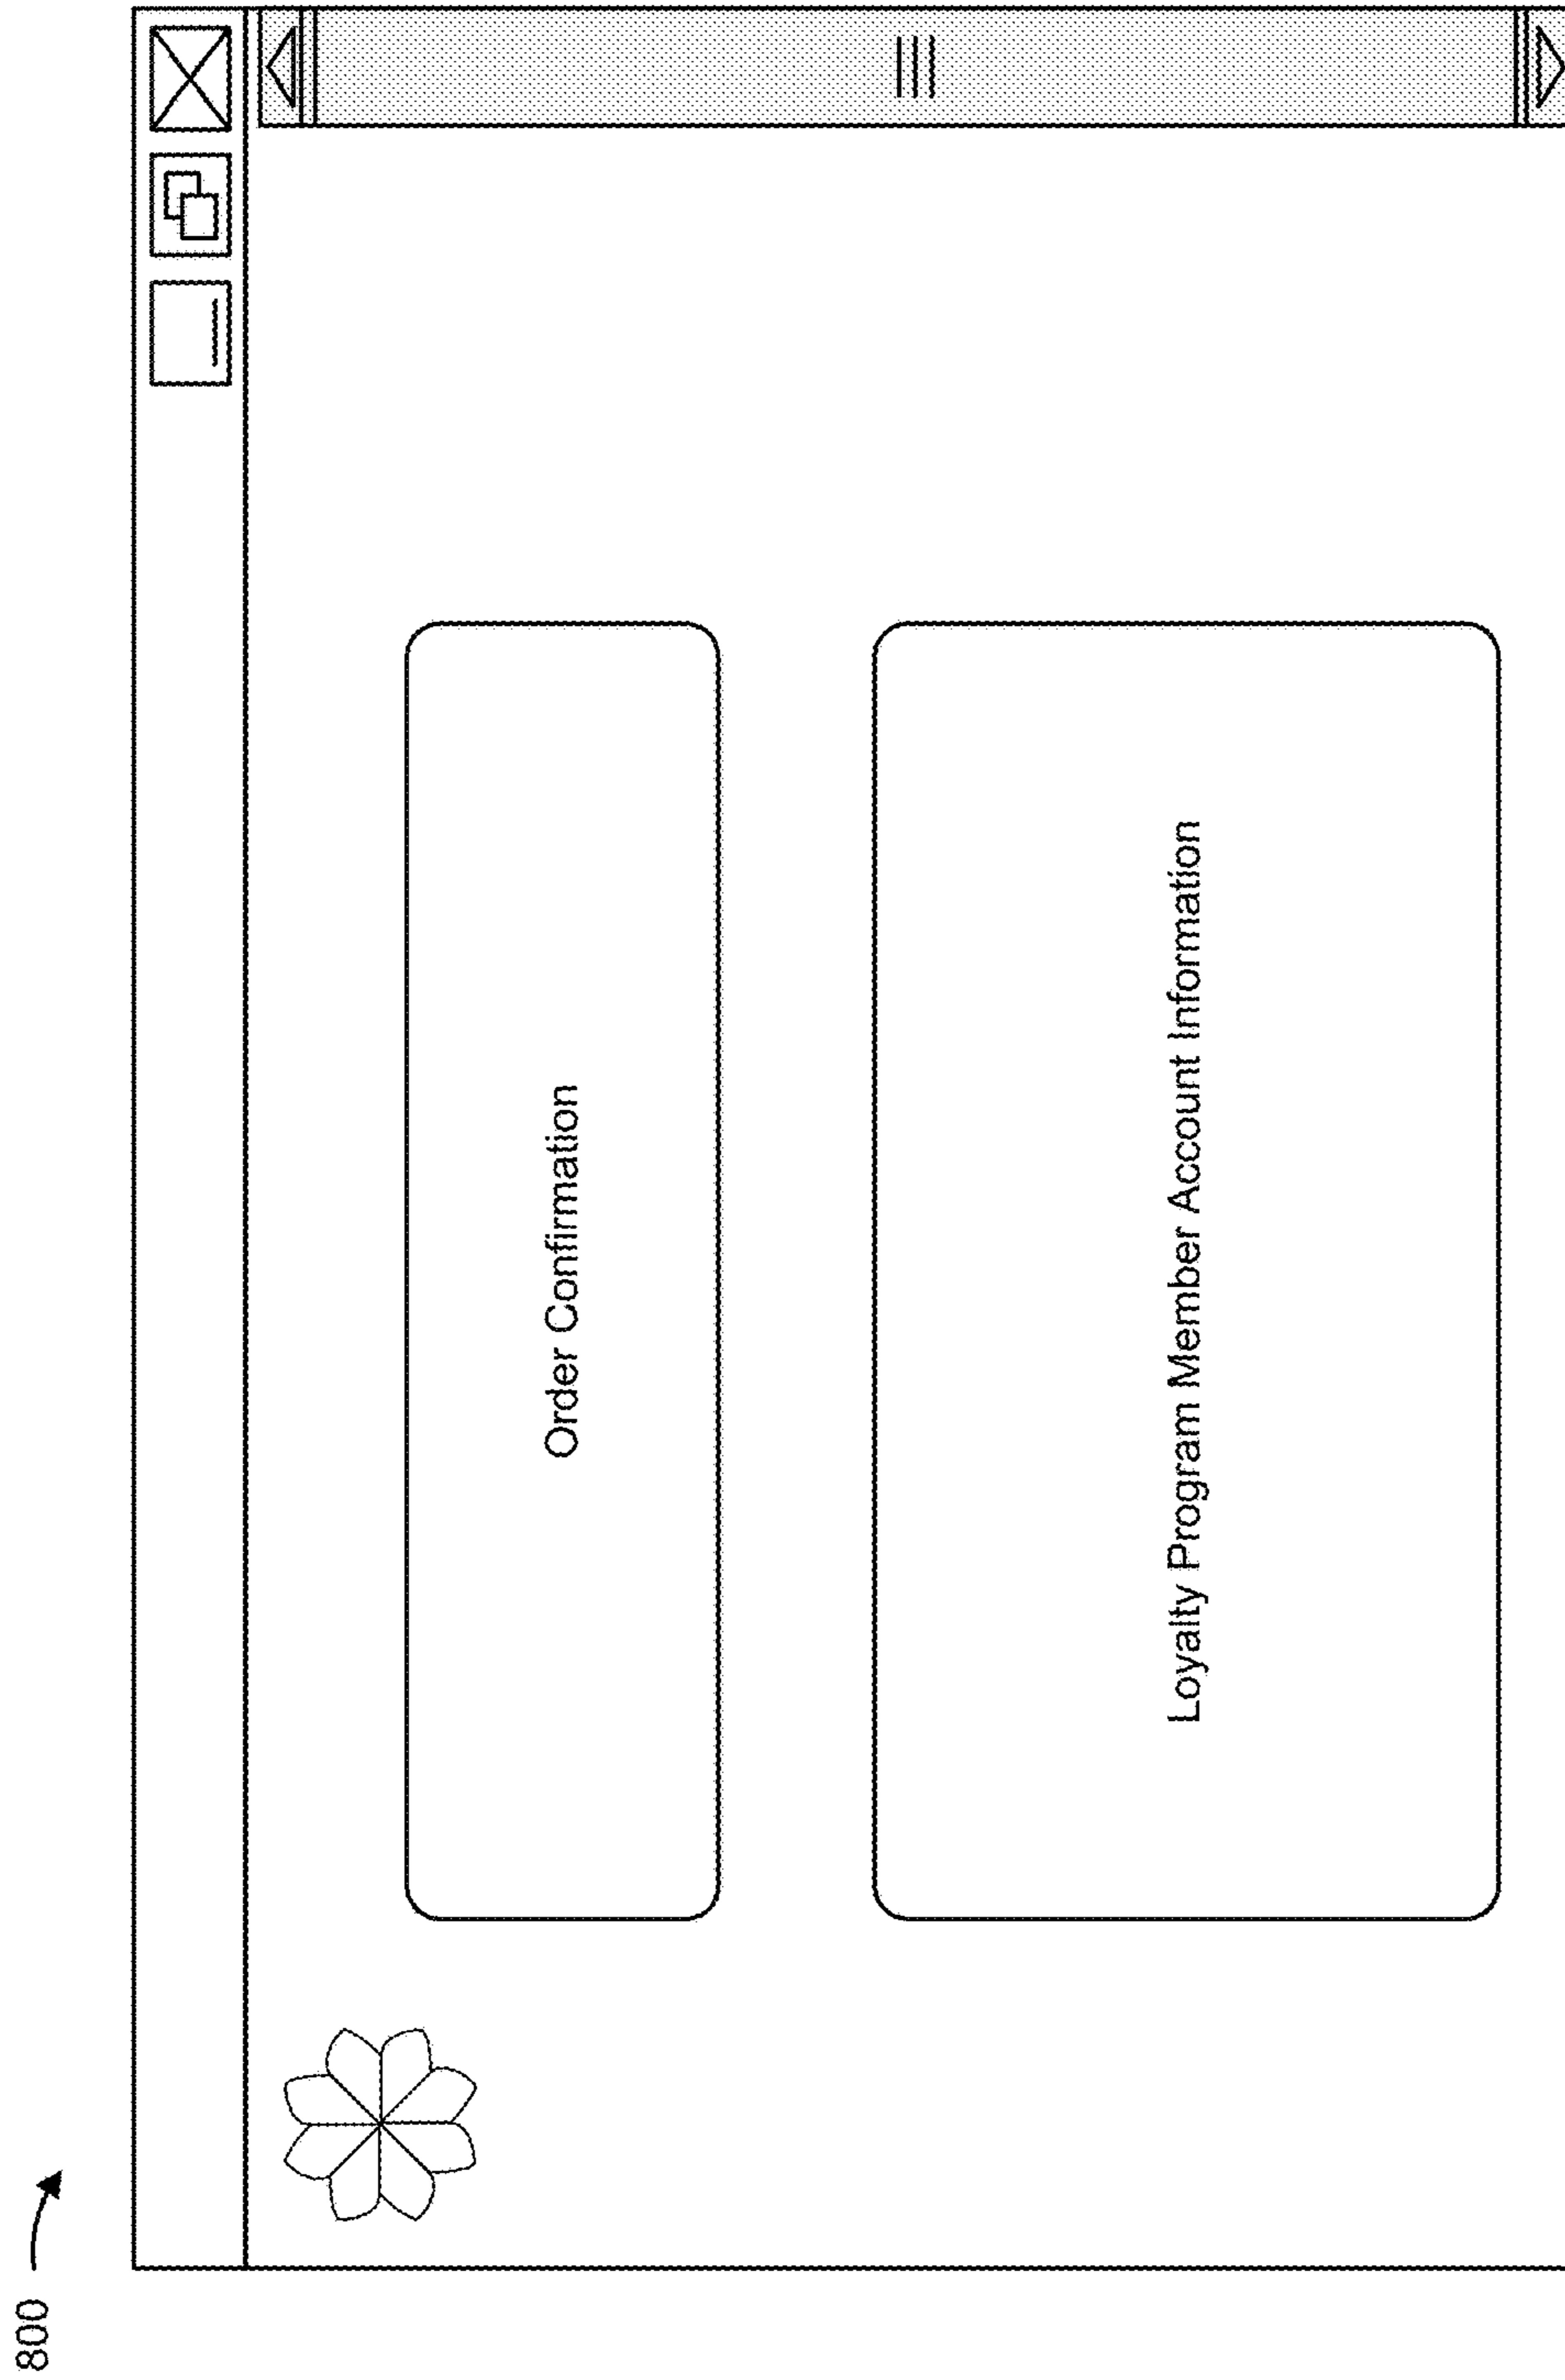 800
Order Confirmation
Loyalty Program Member Account Information